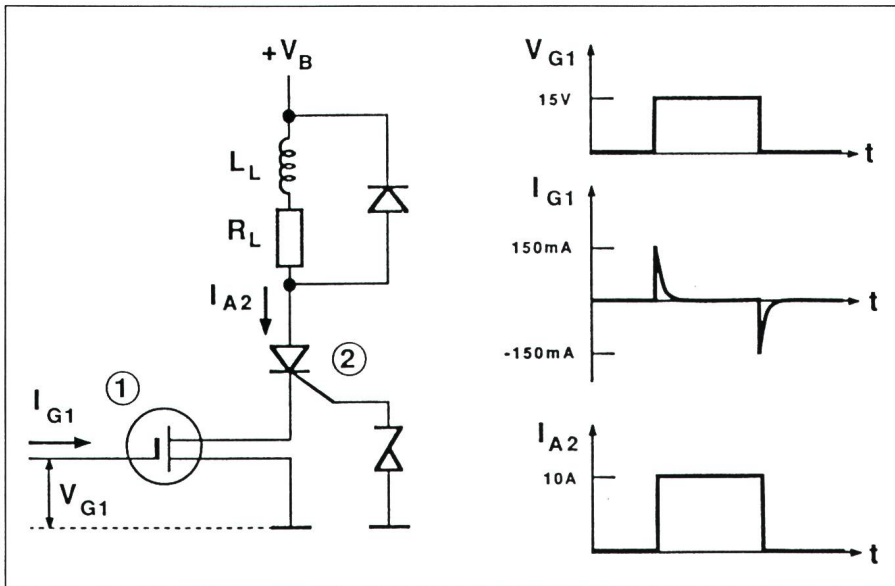 +V_B
L_L
R_L
I_A2
①
②
I_G1
V_G1
V_G1
15V
t
I_G1
150mA
t
-150mA
I_A2
10A
t